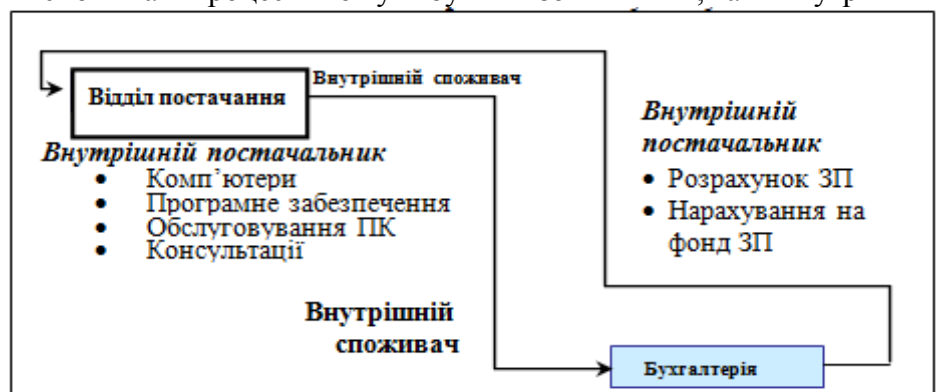 Відділ постачання
Внутрішній споживач
Внутрішній постачальник
• Комп’ютери
• Програмне забезпечення
• Обслуговування ПК
• Консультації
Внутрішній
постачальник
• Розрахунок ЗП
• Нарахування на
фонд ЗП
Внутрішній
споживач
Бухгалтерія